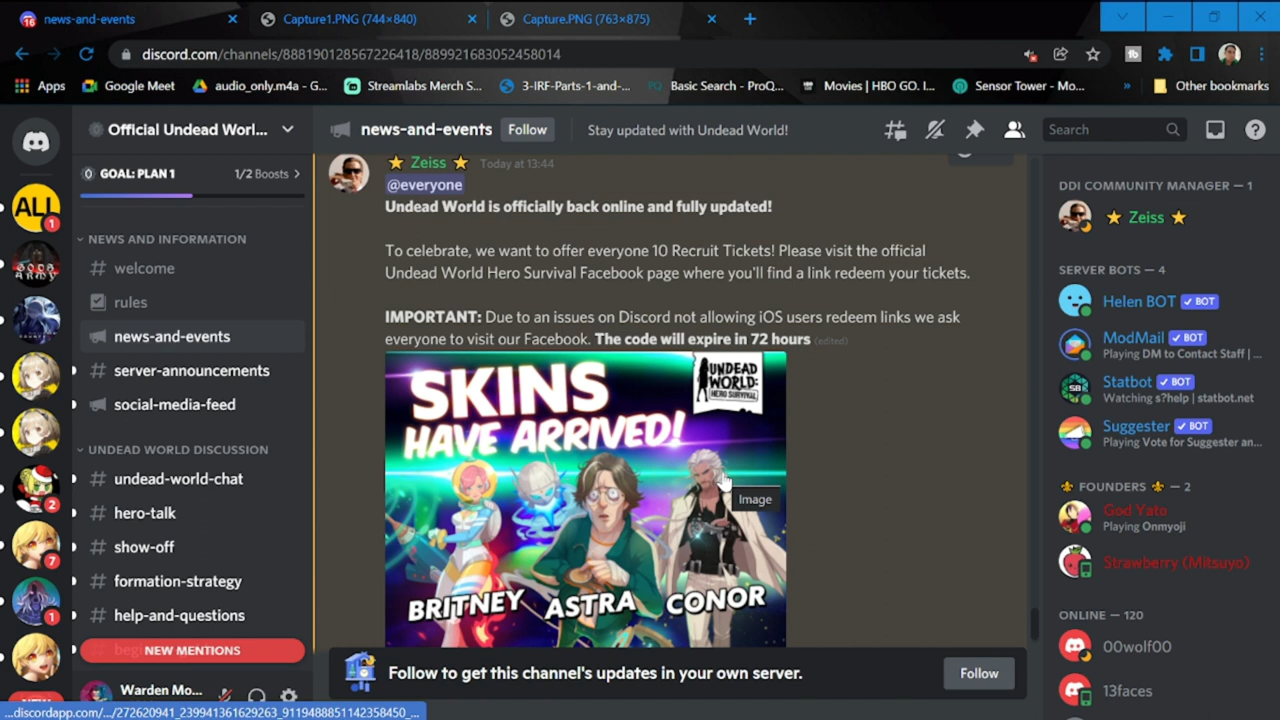 16 news-and-events
Capture1.PNG (744×840)
Capture.PNG (763×875)
discord.com/channels/888190128567226418/889921683052458014
Apps
Google Meet
audio_only.m4a - G...
Streamlabs Merch S...
3-IRF-Parts-1-and-...
Basic Search - ProQ...
Movies | HBO GO. I...
Sensor Tower - Mo...
»
Other bookmarks
Official Undead Worl...
news-and-events
Follow
Stay updated with Undead World!
Search
GOAL: PLAN 1
1/2 Boosts
NEWS AND INFORMATION
# welcome
rules
news-and-events
# server-announcements
social-media-feed
UNDEAD WORLD DISCUSSION
# undead-world-chat
# hero-talk
# show-off
# formation-strategy
# help-and-questions
NEW MENTIONS
Warden Mo...
ALL
1
2
7
1
NEW
Zeiss
Today at 13:44
@everyone
Undead World is officially back online and fully updated!
To celebrate, we want to offer everyone 10 Recruit Tickets! Please visit the official
Undead World Hero Survival Facebook page where you'll find a link redeem your tickets.
IMPORTANT: Due to an issues on Discord not allowing iOS users redeem links we ask
everyone to visit our Facebook. The code will expire in 72 hours (edited)
SKINS
HAVE ARRIVED!
UNDEAD
WORLD:
HERO SURVIVAL
Image
BRITNEY
ASTRA
CONOR
Follow to get this channel's updates in your own server.
Follow
DDI COMMUNITY MANAGER — 1
Zeiss
SERVER BOTS — 4
Helen BOT ✓ BOT
ModMail ✓ BOT
Playing DM to Contact Staff | ...
Statbot ✓ BOT
Watching s?help | statbot.net
Suggester ✓ BOT
Playing Vote for Suggester an...
FOUNDERS — 2
God Yato
Playing Onmyoji
Strawberry (Mitsuyo)
ONLINE — 120
00wolf00
13faces
...discordapp.com/.../272620941_239941361629263_9119488851142358450_...